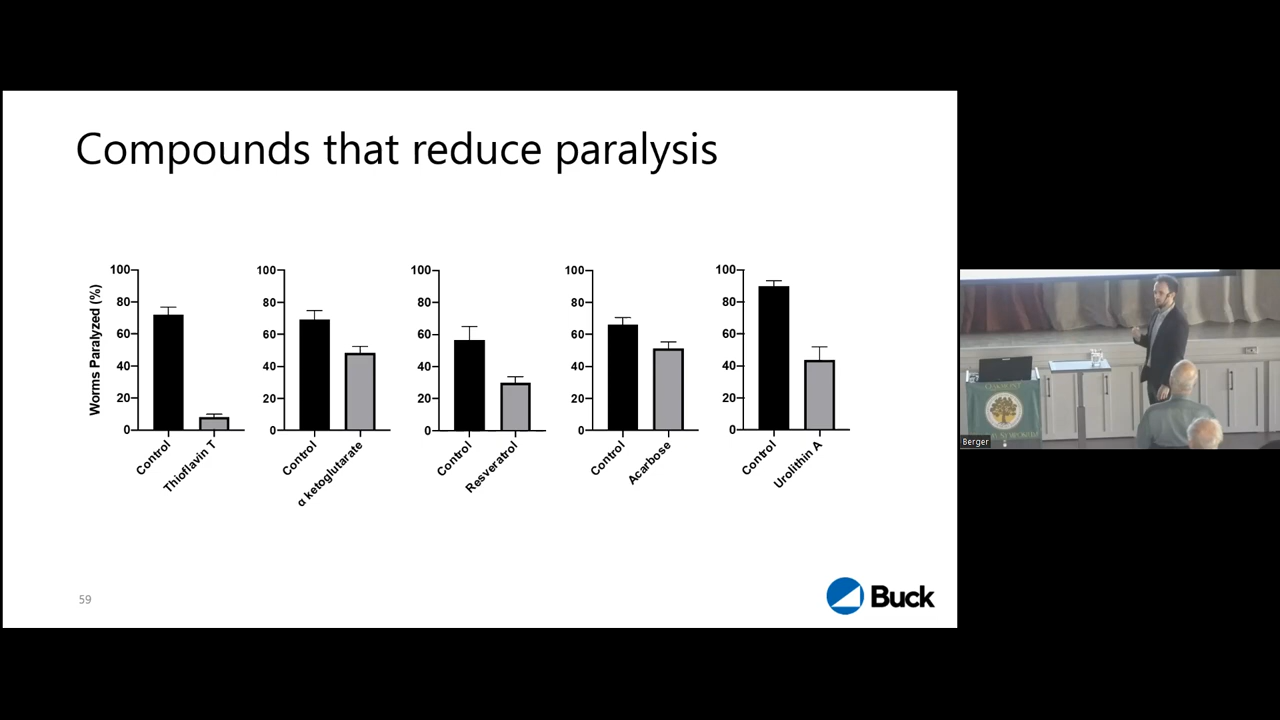 Compounds that reduce paralysis
Worms Paralyzed (%)
100
80
60
40
20
0
Control
Thioflavin T
100
80
60
40
20
0
Control
α ketoglutarate
100
80
60
40
20
0
Control
Resveratrol
100
80
60
40
20
0
Control
Acarbose
100
80
60
40
20
0
Control
Urolithin A
59
Buck
OAKMONT
Berger